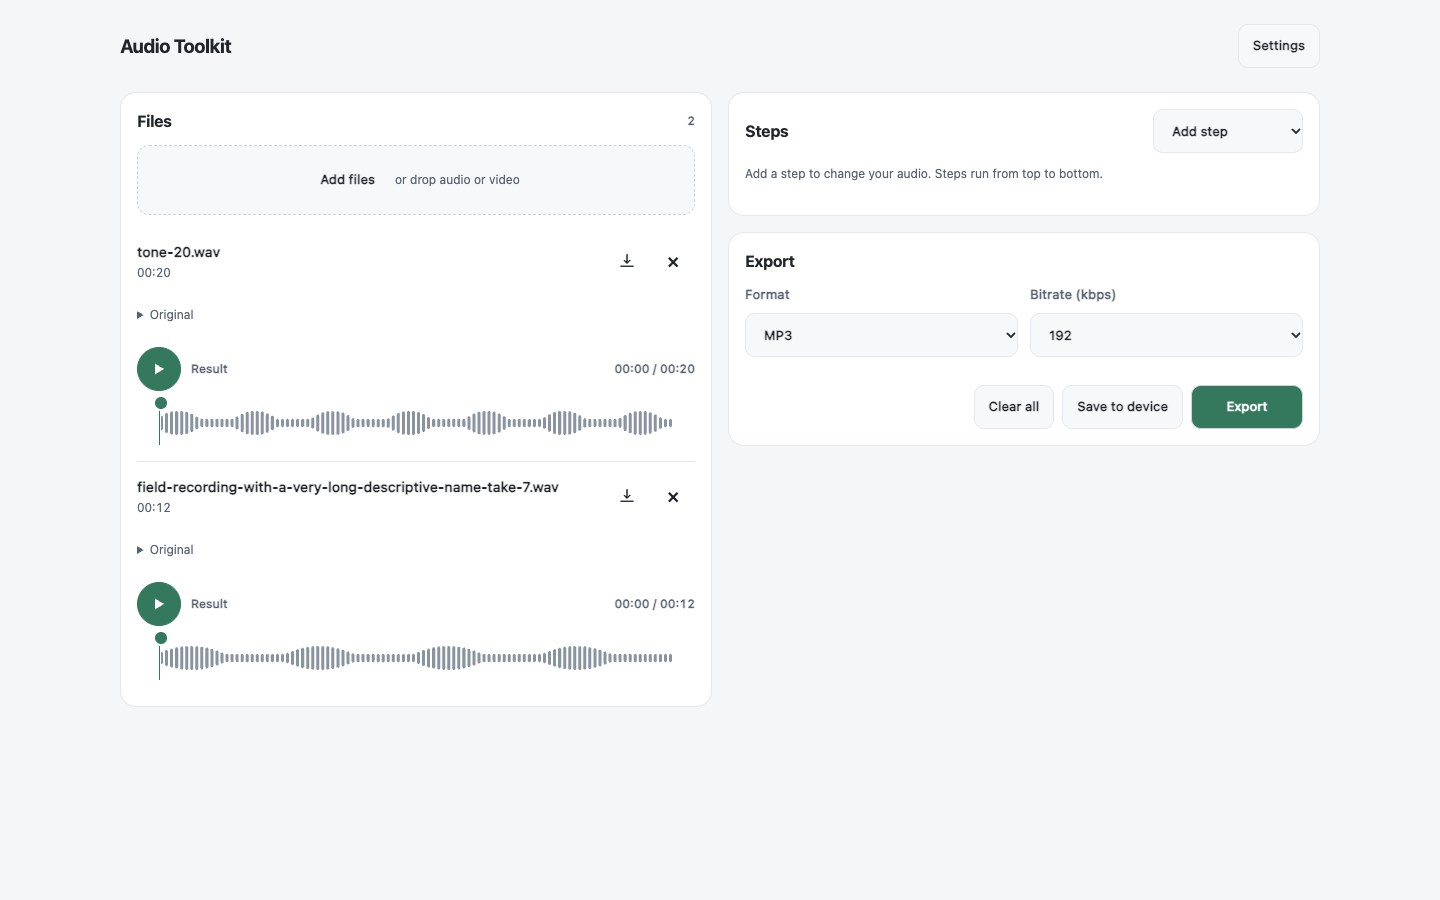 Audio Toolkit
Settings
Files
2
Add files or drop audio or video
tone-20.wav
00:20
Original
Result
00:00 / 00:20
field-recording-with-a-very-long-descriptive-name-take-7.wav
00:12
Original
Result
00:00 / 00:12
Steps
Add step
Add a step to change your audio. Steps run from top to bottom.
Export
Format
Bitrate (kbps)
MP3
192
Clear all
Save to device
Export